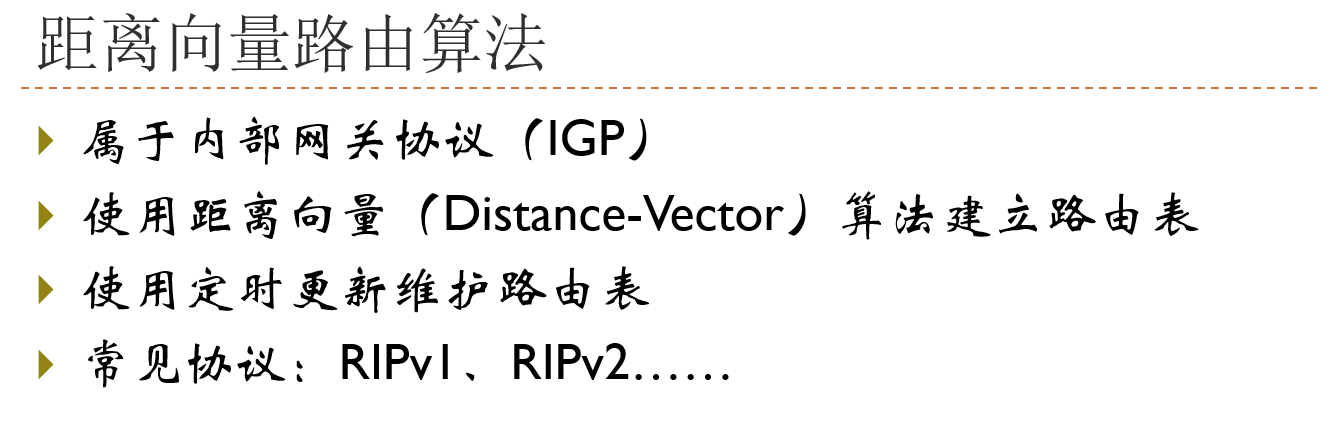 距离向量路由算法
属于内部网关协议（IGP）
使用距离向量（Distance-Vector）算法建立路由表
使用定时更新维护路由表
常见协议：RIPv1、RIPv2……